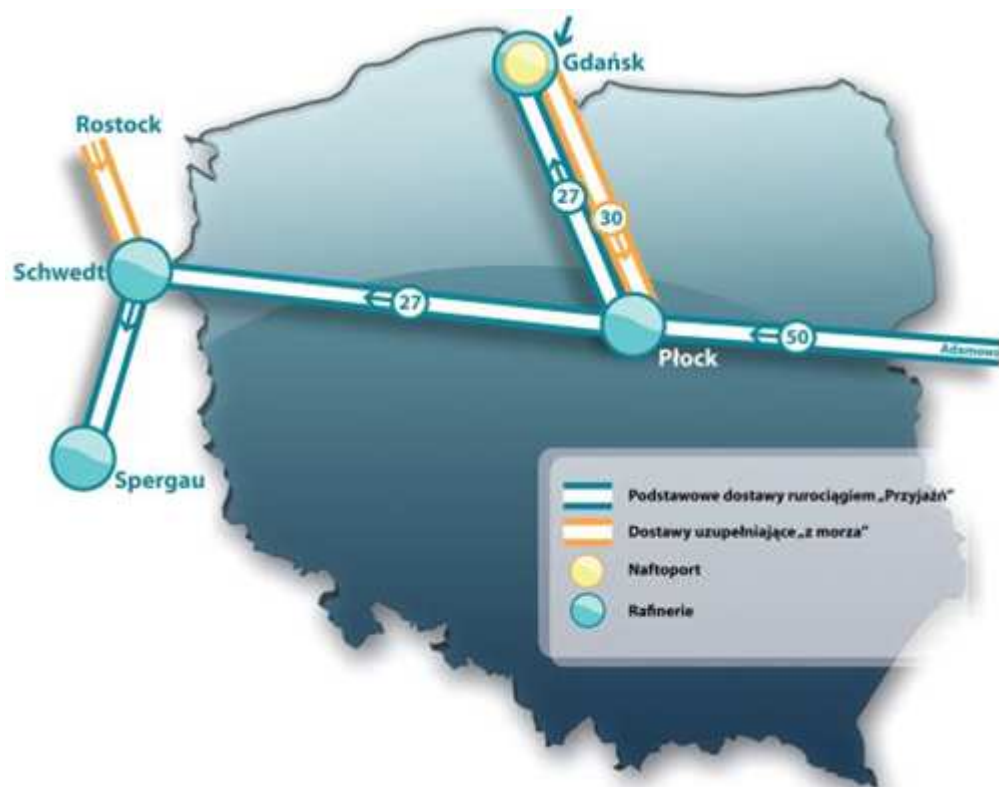 Gdańsk
Rostock
27
30
Schwedt
27
50
Adamowo
Płock
Spergau
Podstawowe dostawy rurociągiem „Przyjaźń"
Dostawy uzupełniające „z morza"
Naftoport
Rafinerie